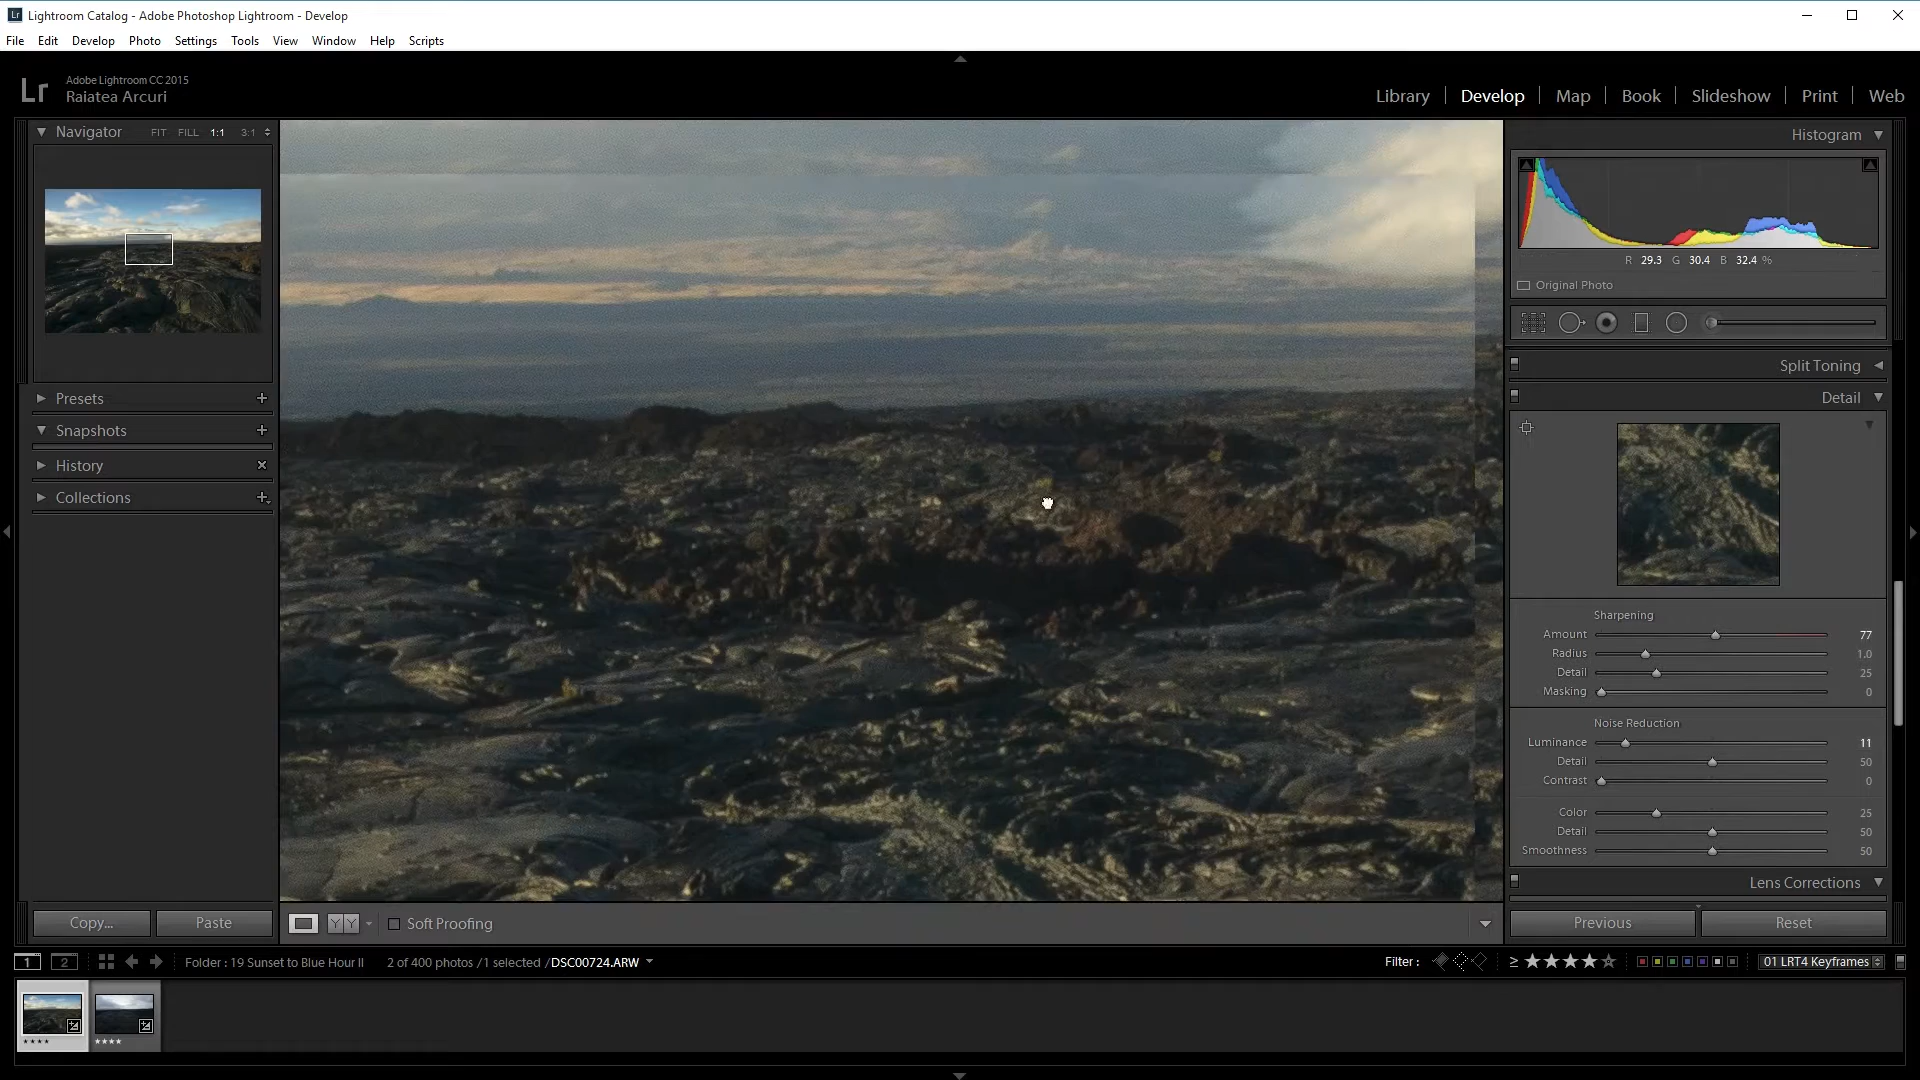 Lr Lightroom Catalog - Adobe Photoshop Lightroom - Develop
File Edit Develop Photo Settings Tools View Window Help Scripts
Lr Adobe Lightroom CC 2015
Raiatea Arcuri
Library Develop Map Book Slideshow Print Web
Navigator FIT FILL 1:1 3:1
Presets
Snapshots
History
Collections
Copy... Paste
Y Y Soft Proofing
Histogram
R 29.3 G 30.4 B 32.4 %
Original Photo
Split Toning
Detail
Sharpening
Amount 77
Radius 1.0
Detail 25
Masking 0
Noise Reduction
Luminance 11
Detail 50
Contrast 0
Color 25
Detail 50
Smoothness 50
Lens Corrections
Previous Reset
1 2 Folder : 19 Sunset to Blue Hour II 2 of 400 photos /1 selected /DSC00724.ARW Filter : ≥ 01 LRT4 Keyframes